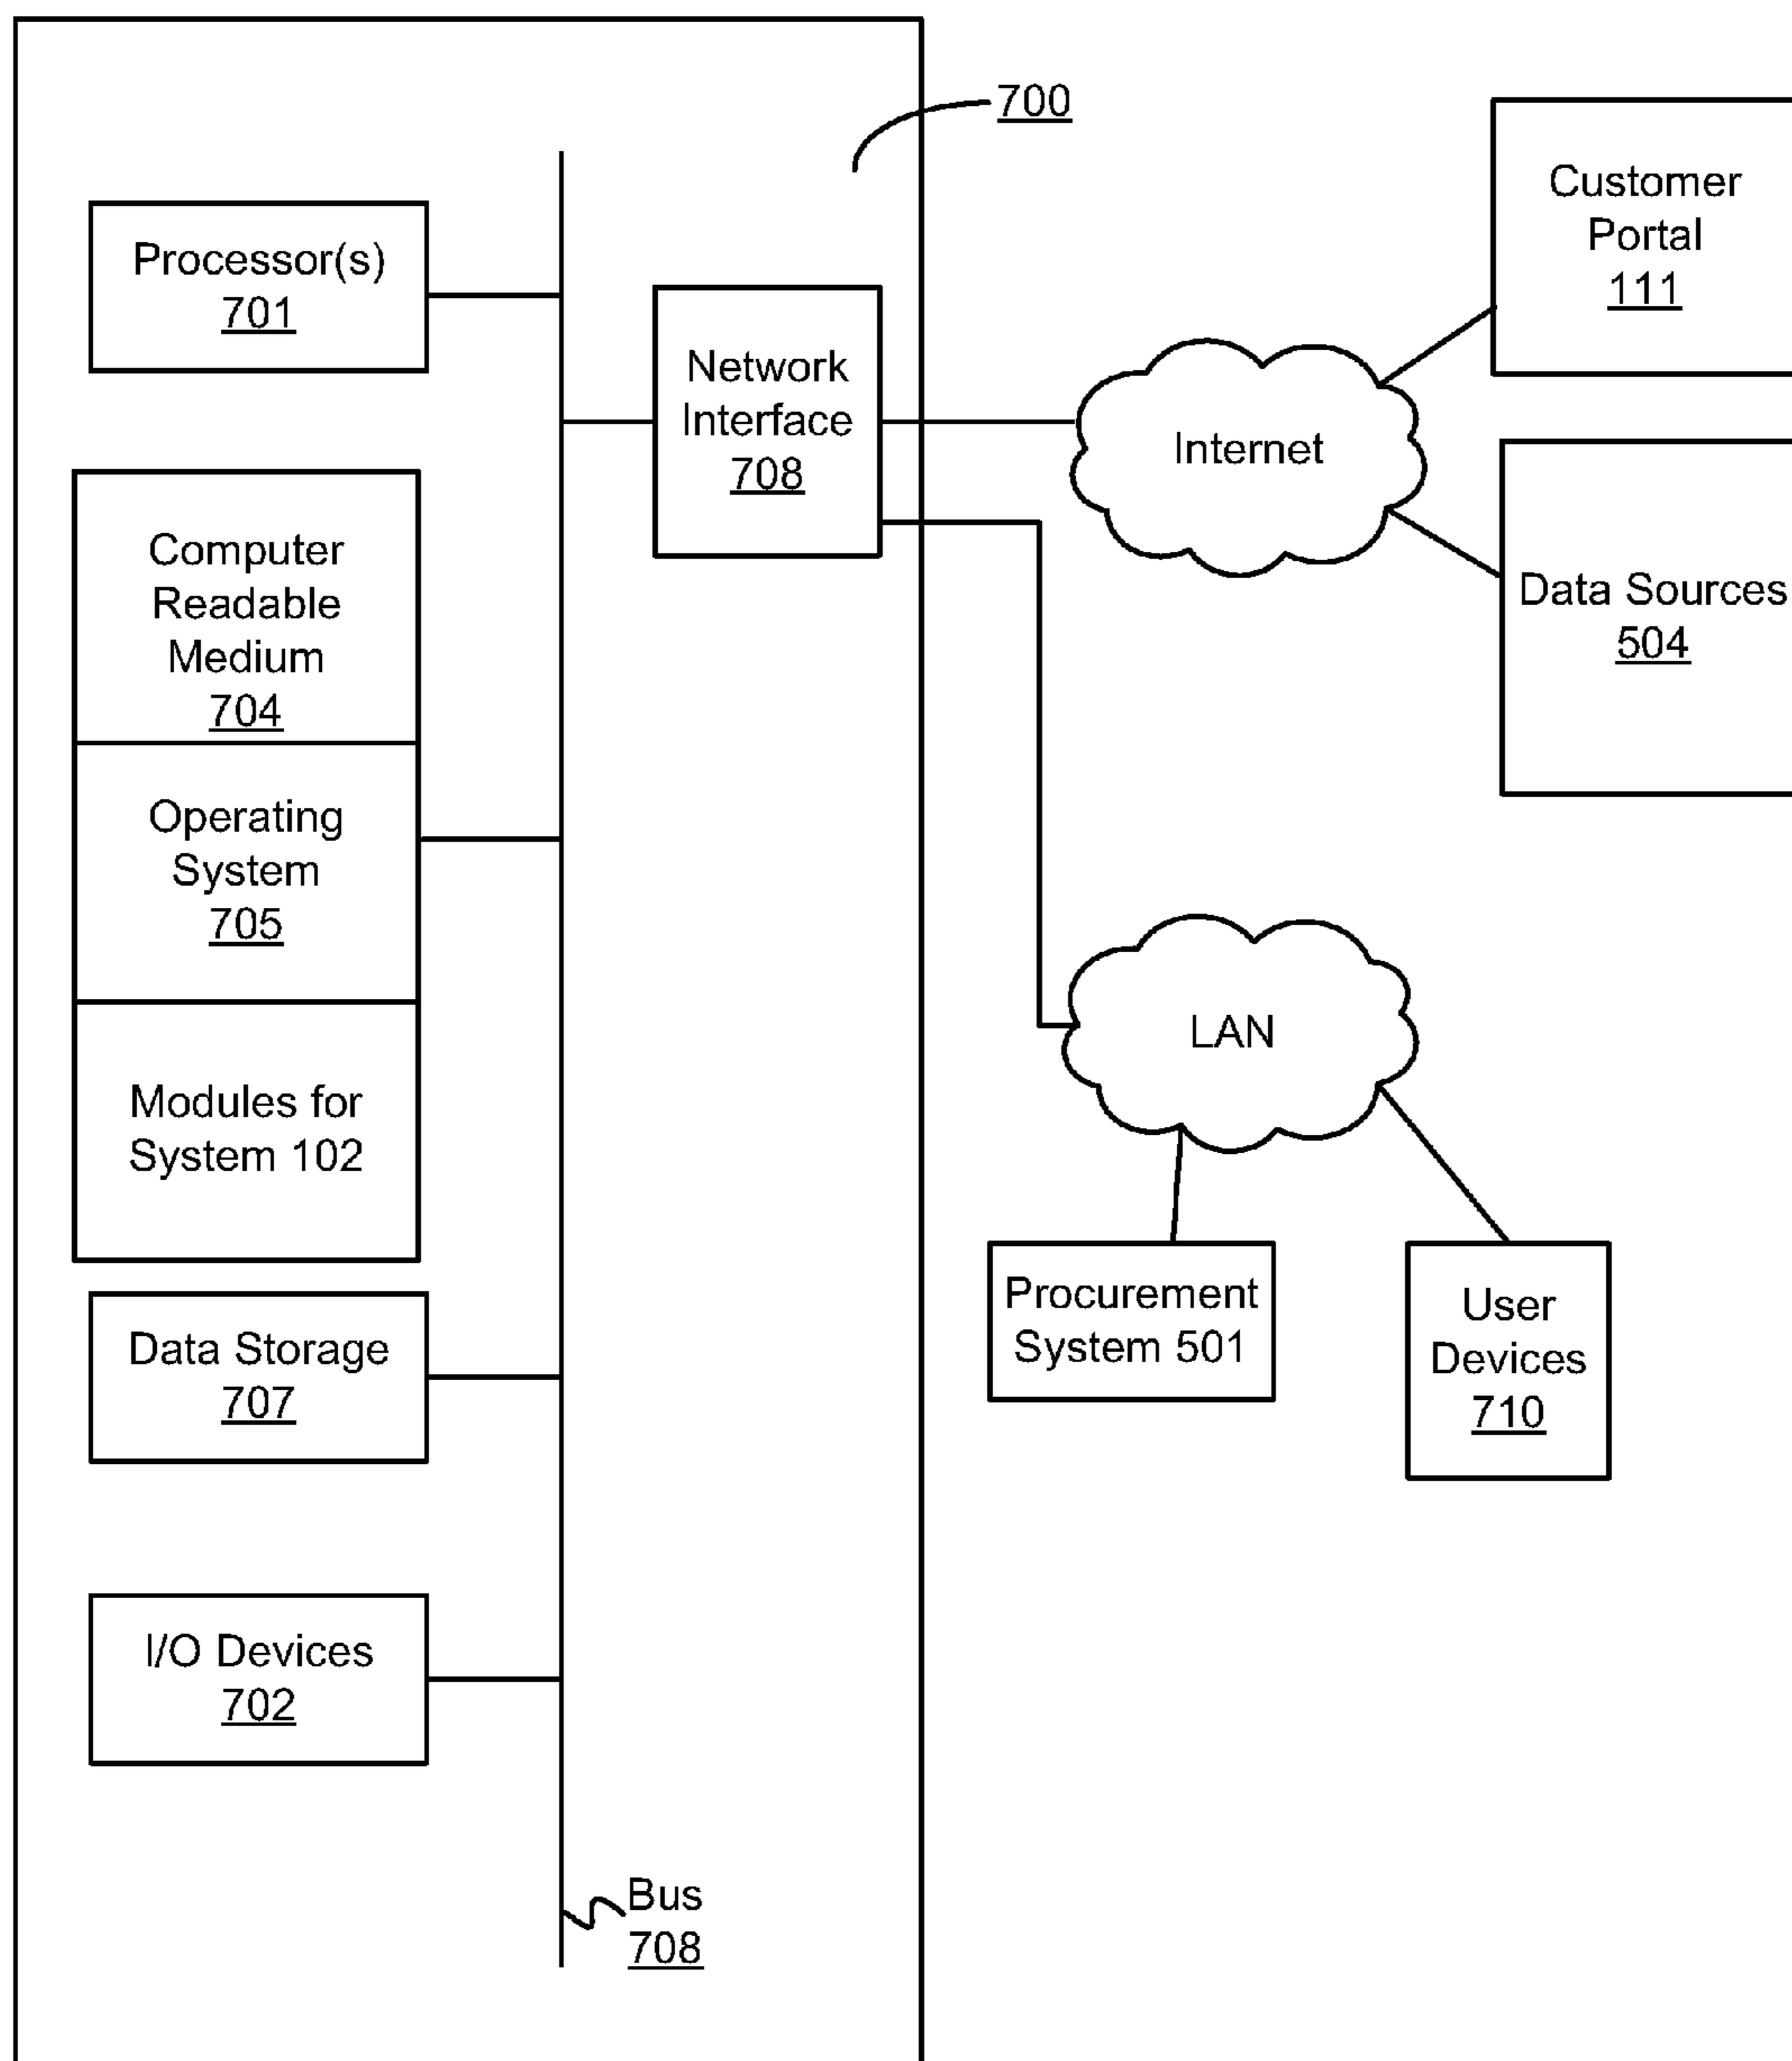 700
Processor(s)
701
Network
Interface
708
Computer
Readable
Medium
704
Operating
System
705
Modules for
System 102
Data Storage
707
I/O Devices
702
Bus
708
Internet
Customer
Portal
111
Data Sources
504
LAN
Procurement
System 501
User
Devices
710